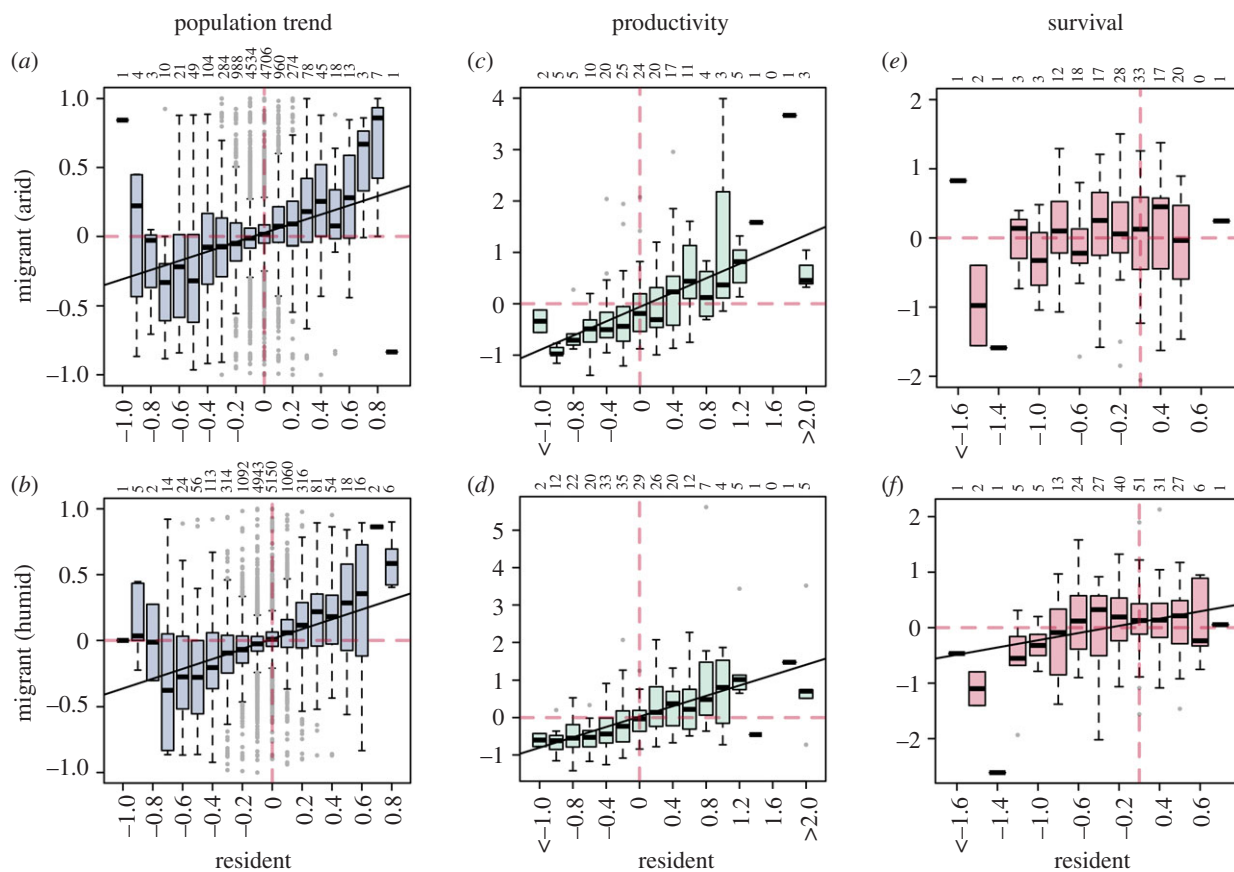 population trend
productivity
survival
(a)
1 4 3 10 21 49 104 284 988 4534 4706 960 274 78 45 18 13 3 7 1
(c)
2 5 5 10 20 25 24 20 17 11 4 3 5 1 0 1 3
(e)
1 2 1 3 3 12 18 17 28 33 17 20 0 1
migrant (arid)
1.0
0.5
0
−0.5
−1.0
4
3
2
1
0
−1
2
1
0
−1
−2
−1.0 −0.8 −0.6 −0.4 −0.2 0 0.2 0.4 0.6 0.8
<−1.0 −0.8 −0.4 0 0.4 0.8 1.2 >2.0
<−1.6 −1.4 −1.0 −0.6 −0.2 0.4 0.6
(b)
1 5 2 14 24 56 113 314 1092 4943 5150 1060 316 81 54 18 16 2 6
(d)
2 12 22 20 33 35 29 26 20 12 7 4 5 1 0 1 5
(f)
1 2 1 5 5 13 24 27 40 51 31 27 6 1
migrant (humid)
1.0
0.5
0
−0.5
−1.0
5
4
3
2
1
0
−1
2
1
0
−1
−2
−1.0 −0.8 −0.6 −0.4 −0.2 0 0.2 0.4 0.6 0.8
<−1.0 −0.8 −0.4 0 0.4 0.8 1.2 >2.0
<−1.6 −1.4 −1.0 −0.6 −0.2 0.4 0.6
resident
resident
resident